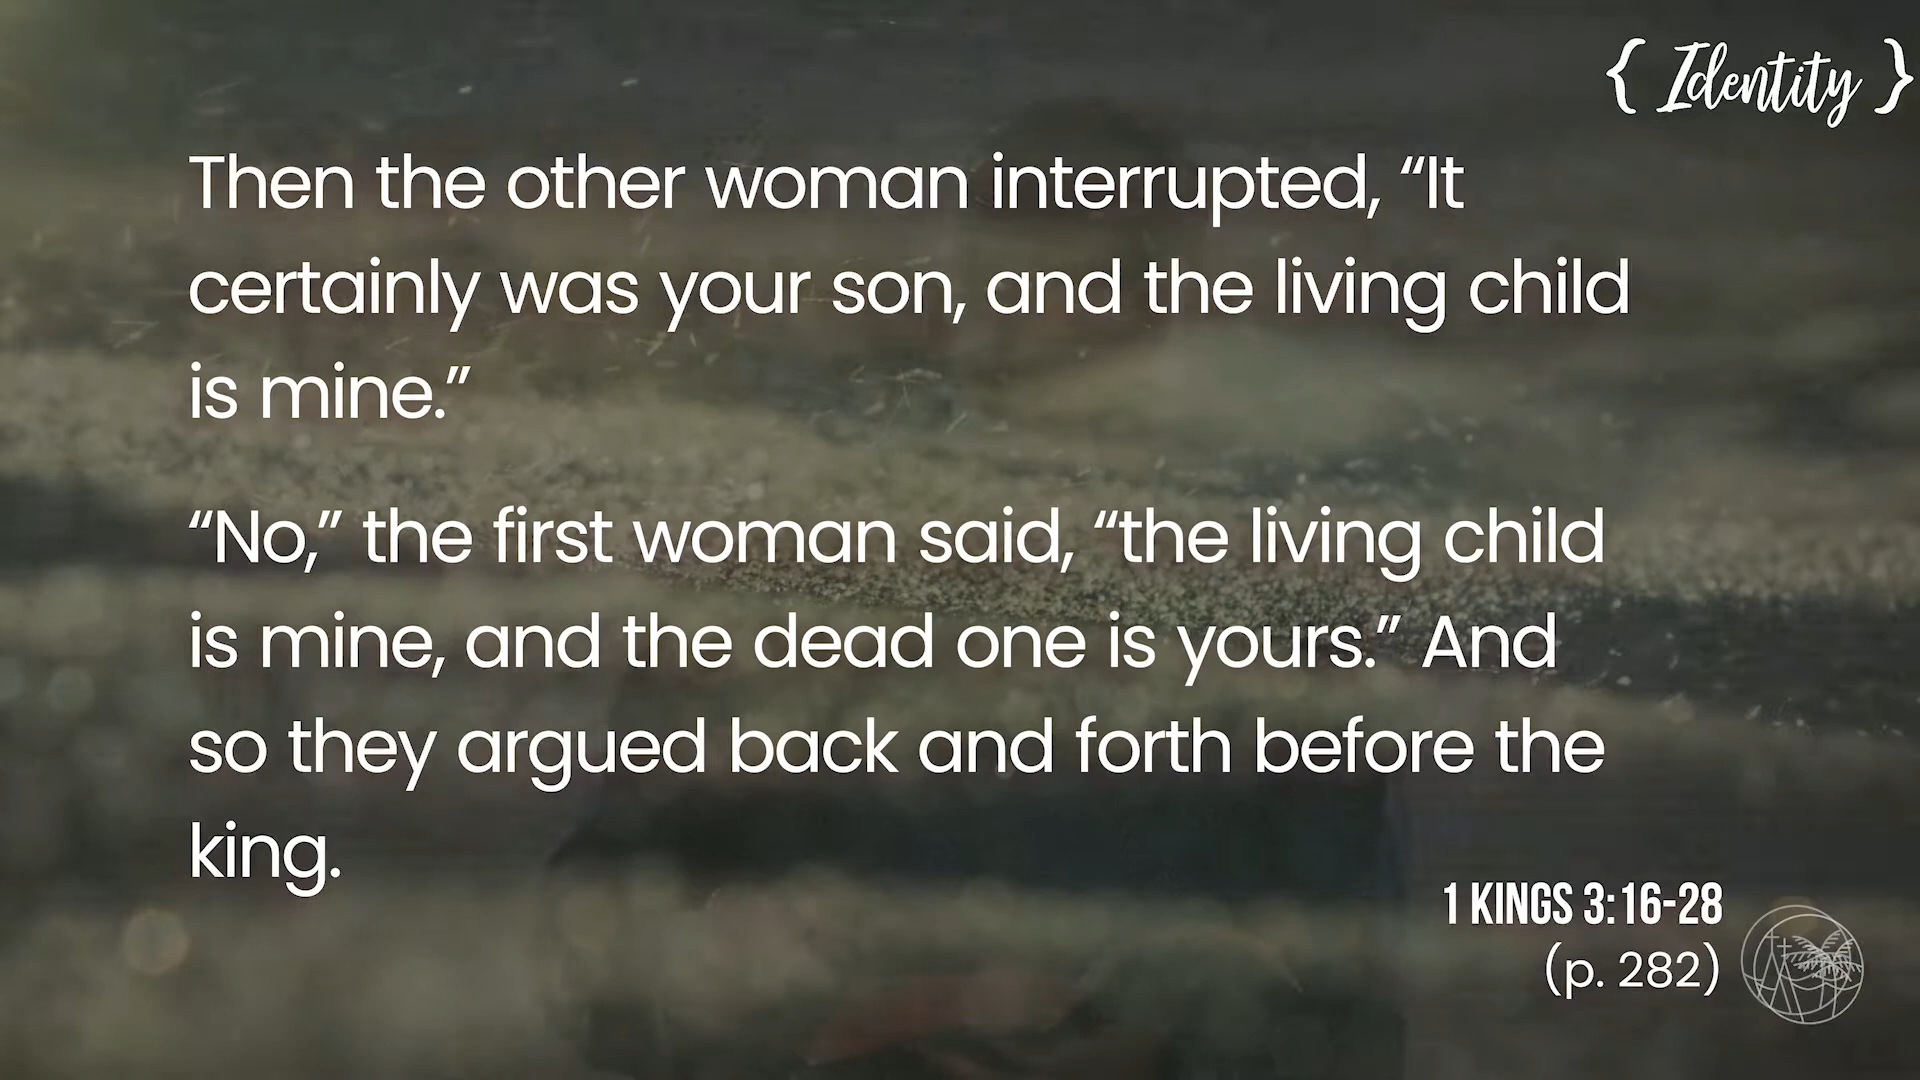 { Identity }
Then the other woman interrupted, “It
certainly was your son, and the living child
is mine.”
“No,” the first woman said, “the living child
is mine, and the dead one is yours.” And
so they argued back and forth before the
king.
1 KINGS 3:16-28
(p. 282)